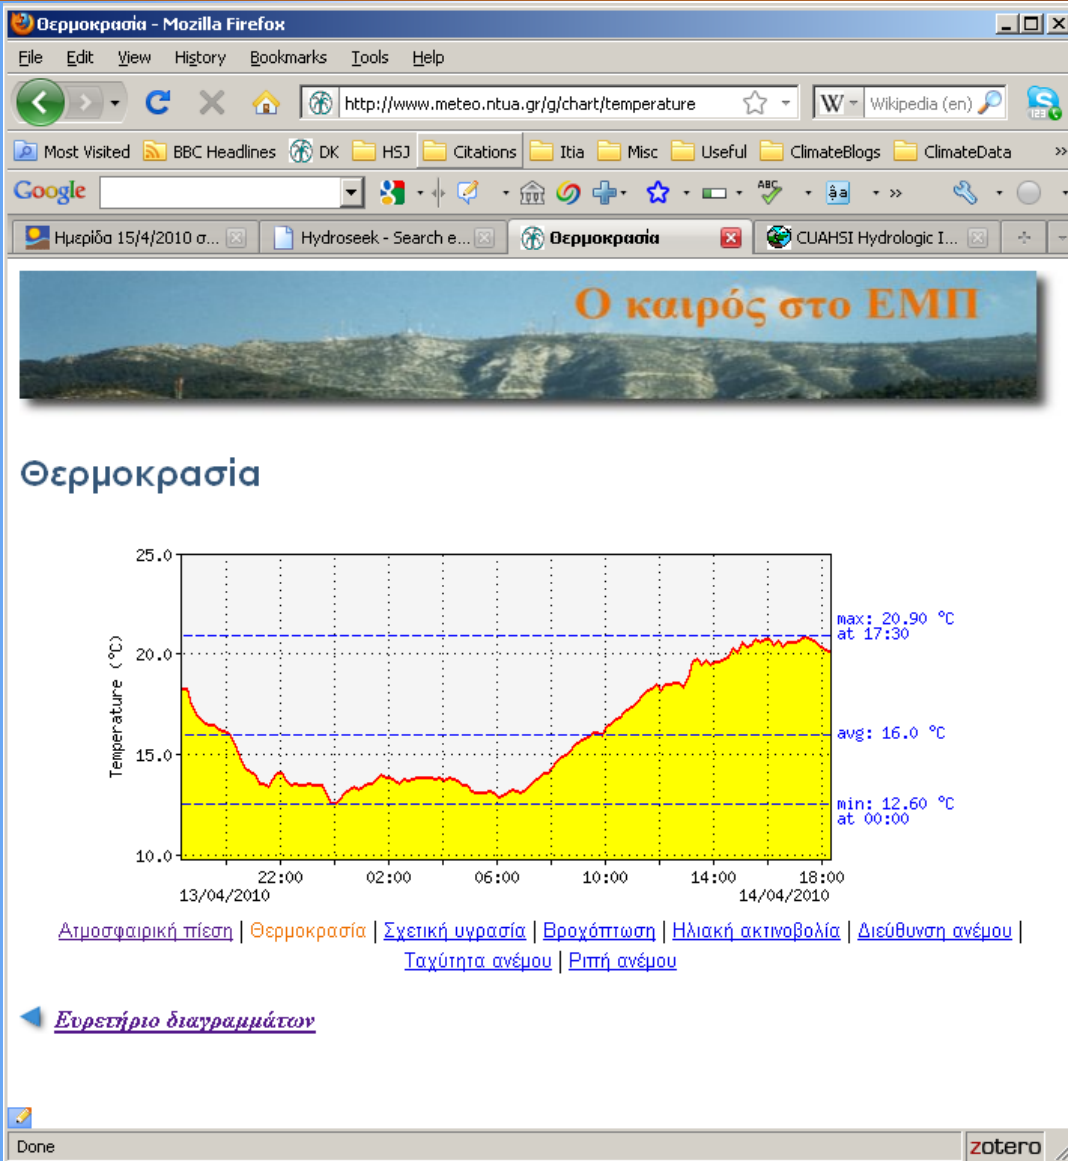 Θερμοκρασία - Mozilla Firefox
File Edit View History Bookmarks Tools Help
http://www.meteo.ntua.gr/g/chart/temperature W Wikipedia (en)
Most Visited BBC Headlines DK HSJ Citations Itia Misc Useful ClimateBlogs ClimateData »
Google ABC »
Ημερίδα 15/4/2010 σ... Hydroseek - Search e... Θερμοκρασία CUAHSI Hydrologic I...
Ο καιρός στο ΕΜΠ
Θερμοκρασία
25.0
max: 20.90 °C
at 17:30
20.0
Temperature (°C)
avg: 16.0 °C
15.0
min: 12.60 °C
at 00:00
10.0
22:00 02:00 06:00 10:00 14:00 18:00
13/04/2010 14/04/2010
Ατμοσφαιρική πίεση | Θερμοκρασία | Σχετική υγρασία | Βροχόπτωση | Ηλιακή ακτινοβολία | Διεύθυνση ανέμου |
Ταχύτητα ανέμου | Ριπή ανέμου
Ευρετήριο διαγραμμάτων
Done zotero